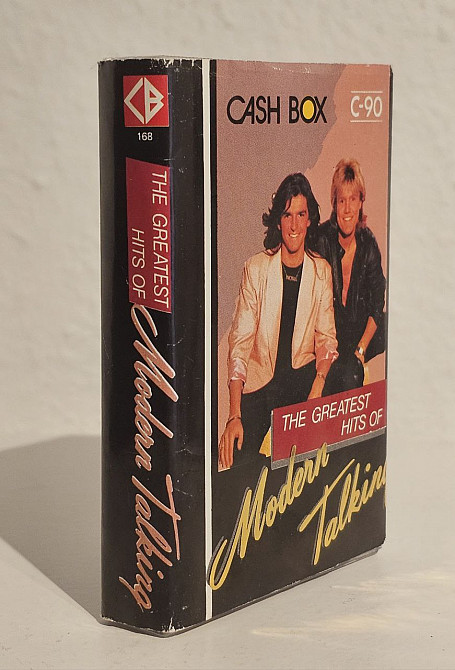 CB
168
THE GREATEST
HITS OF
Modern Talking
CASH BOX
C-90
THE GREATEST
HITS OF
Modern
Talking